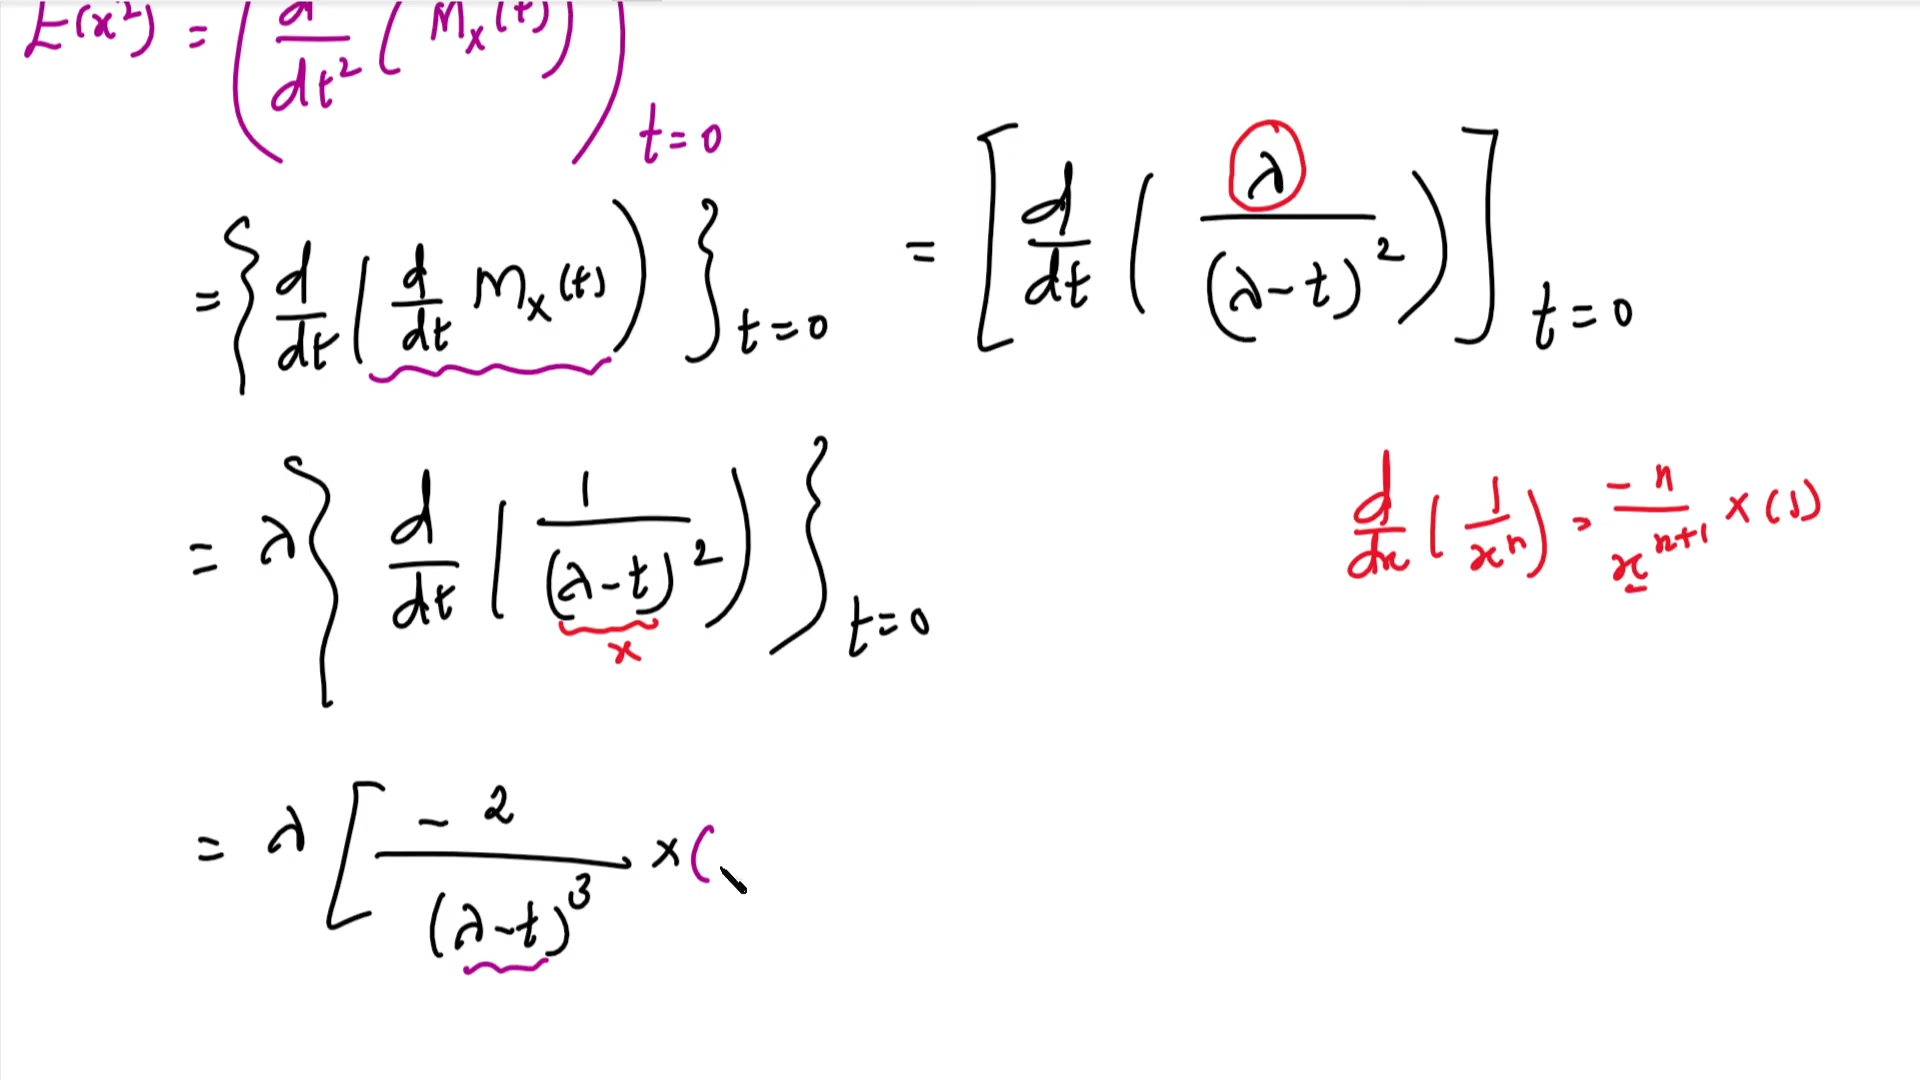 E(x²) = ( d/dt² ( Mₓ(t) ) ) t=0
= { d/dt ( d/dt Mₓ(t) ) } t=0
= [ d/dt ( λ/(λ-t)² ) ] t=0
= λ { d/dt ( 1/(λ-t)² ) } t=0
x
d/dx ( 1/xⁿ ) = -n/xⁿ⁺¹ × (1)
= λ [ -2/(λ-t)³ × (